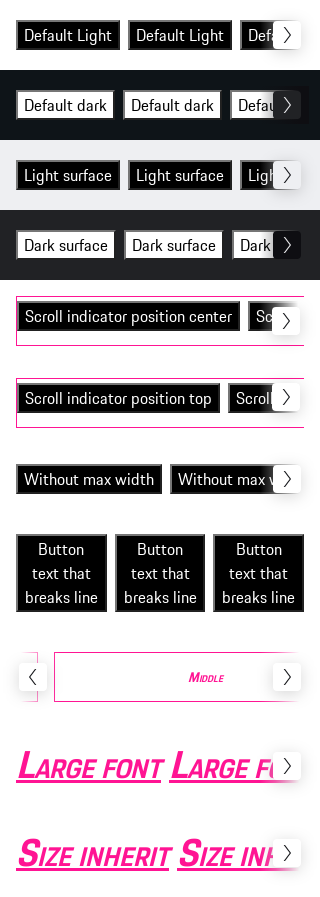 Default Light Default Light Defa
Default dark Default dark Defau
Light surface Light surface Ligh
Dark surface Dark surface Dark
Scroll indicator position center Sc
Scroll indicator position top Scroll
Without max width Without max w
Button Button Button
text that text that text that
breaks line breaks line breaks line
Middle
Large font Large fo
Size inherit Size inh